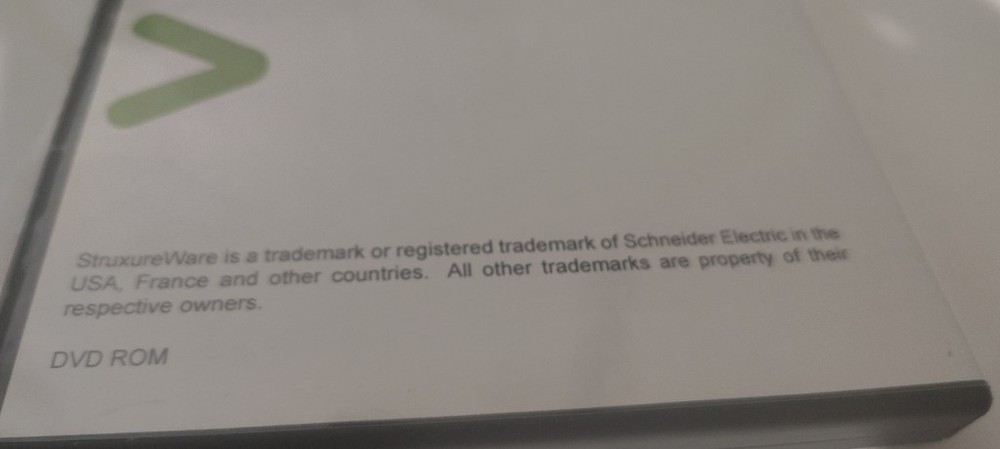 StruxureWare is a trademark or registered trademark of Schneider Electric in the
USA, France and other countries. All other trademarks are property of their
respective owners.
DVD ROM